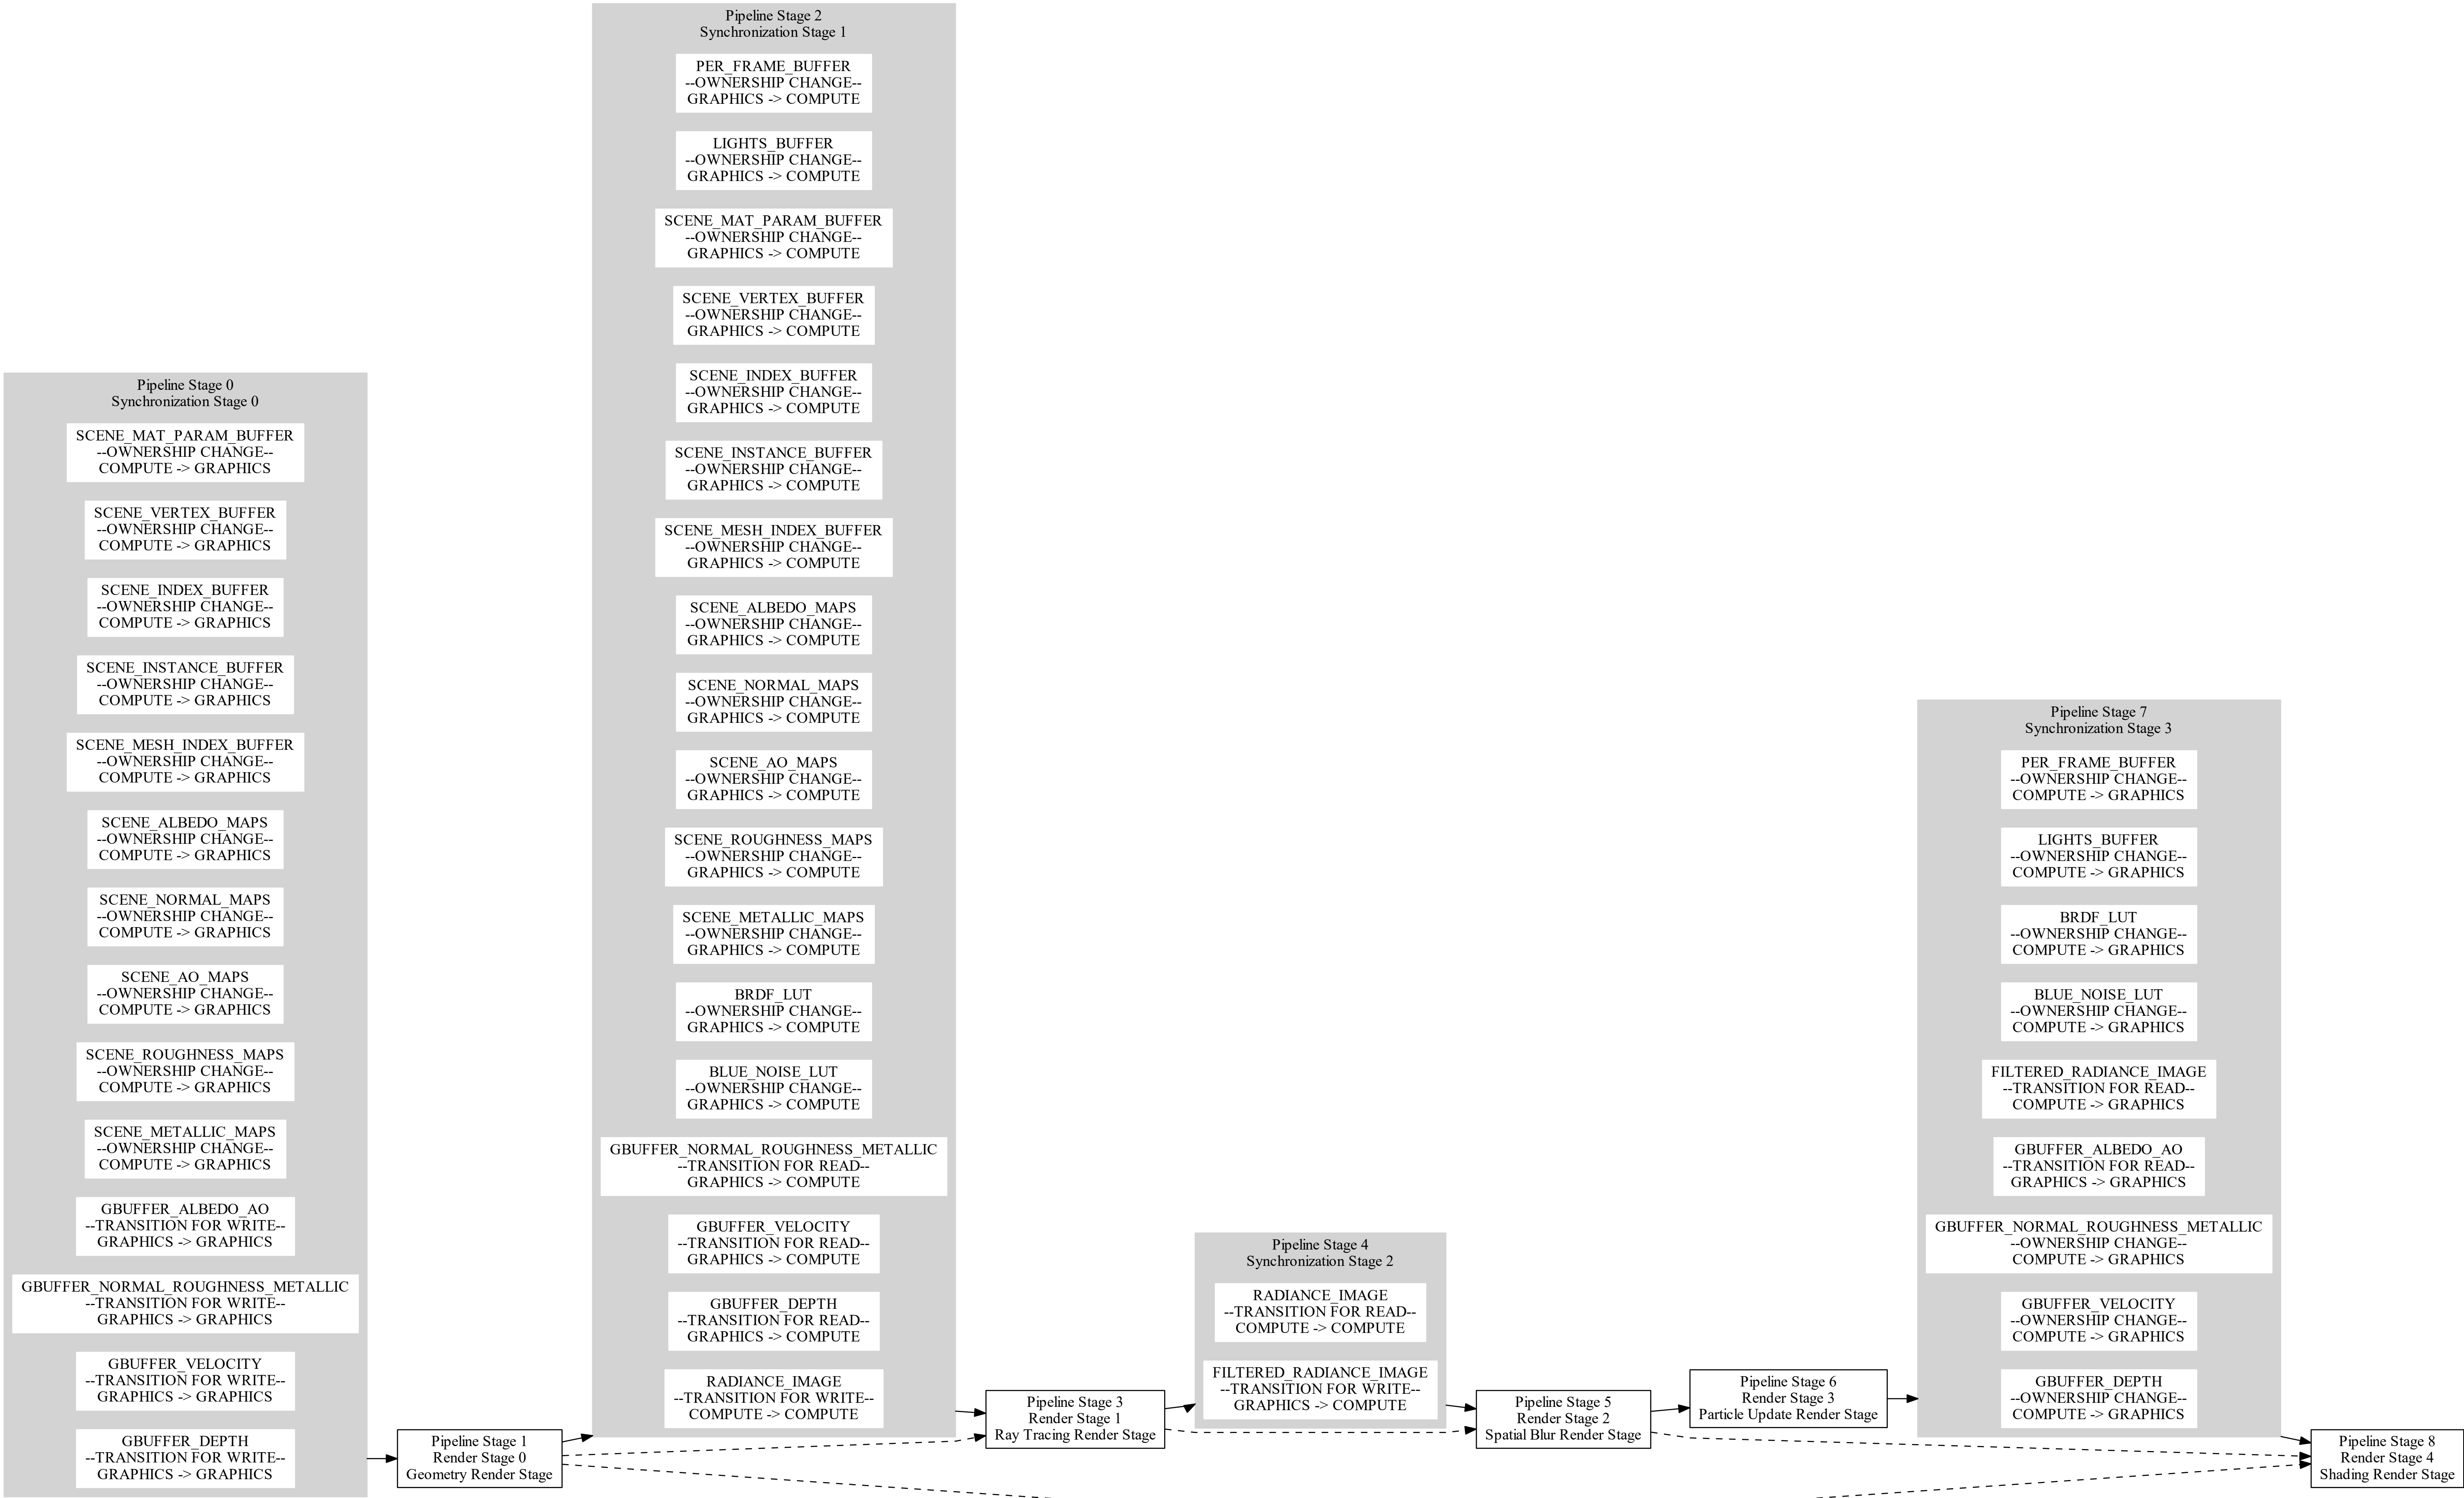 Pipeline Stage 0
Synchronization Stage 0
SCENE_MAT_PARAM_BUFFER
--OWNERSHIP CHANGE--
COMPUTE -> GRAPHICS
SCENE_VERTEX_BUFFER
--OWNERSHIP CHANGE--
COMPUTE -> GRAPHICS
SCENE_INDEX_BUFFER
--OWNERSHIP CHANGE--
COMPUTE -> GRAPHICS
SCENE_INSTANCE_BUFFER
--OWNERSHIP CHANGE--
COMPUTE -> GRAPHICS
SCENE_MESH_INDEX_BUFFER
--OWNERSHIP CHANGE--
COMPUTE -> GRAPHICS
SCENE_ALBEDO_MAPS
--OWNERSHIP CHANGE--
COMPUTE -> GRAPHICS
SCENE_NORMAL_MAPS
--OWNERSHIP CHANGE--
COMPUTE -> GRAPHICS
SCENE_AO_MAPS
--OWNERSHIP CHANGE--
COMPUTE -> GRAPHICS
SCENE_ROUGHNESS_MAPS
--OWNERSHIP CHANGE--
COMPUTE -> GRAPHICS
SCENE_METALLIC_MAPS
--OWNERSHIP CHANGE--
COMPUTE -> GRAPHICS
GBUFFER_ALBEDO_AO
--TRANSITION FOR WRITE--
GRAPHICS -> GRAPHICS
GBUFFER_NORMAL_ROUGHNESS_METALLIC
--TRANSITION FOR WRITE--
GRAPHICS -> GRAPHICS
GBUFFER_VELOCITY
--TRANSITION FOR WRITE--
GRAPHICS -> GRAPHICS
GBUFFER_DEPTH
--TRANSITION FOR WRITE--
GRAPHICS -> GRAPHICS
Pipeline Stage 1
Render Stage 0
Geometry Render Stage
Pipeline Stage 2
Synchronization Stage 1
PER_FRAME_BUFFER
--OWNERSHIP CHANGE--
GRAPHICS -> COMPUTE
LIGHTS_BUFFER
--OWNERSHIP CHANGE--
GRAPHICS -> COMPUTE
SCENE_MAT_PARAM_BUFFER
--OWNERSHIP CHANGE--
GRAPHICS -> COMPUTE
SCENE_VERTEX_BUFFER
--OWNERSHIP CHANGE--
GRAPHICS -> COMPUTE
SCENE_INDEX_BUFFER
--OWNERSHIP CHANGE--
GRAPHICS -> COMPUTE
SCENE_INSTANCE_BUFFER
--OWNERSHIP CHANGE--
GRAPHICS -> COMPUTE
SCENE_MESH_INDEX_BUFFER
--OWNERSHIP CHANGE--
GRAPHICS -> COMPUTE
SCENE_ALBEDO_MAPS
--OWNERSHIP CHANGE--
GRAPHICS -> COMPUTE
SCENE_NORMAL_MAPS
--OWNERSHIP CHANGE--
GRAPHICS -> COMPUTE
SCENE_AO_MAPS
--OWNERSHIP CHANGE--
GRAPHICS -> COMPUTE
SCENE_ROUGHNESS_MAPS
--OWNERSHIP CHANGE--
GRAPHICS -> COMPUTE
SCENE_METALLIC_MAPS
--OWNERSHIP CHANGE--
GRAPHICS -> COMPUTE
BRDF_LUT
--OWNERSHIP CHANGE--
GRAPHICS -> COMPUTE
BLUE_NOISE_LUT
--OWNERSHIP CHANGE--
GRAPHICS -> COMPUTE
GBUFFER_NORMAL_ROUGHNESS_METALLIC
--TRANSITION FOR READ--
GRAPHICS -> COMPUTE
GBUFFER_VELOCITY
--TRANSITION FOR READ--
GRAPHICS -> COMPUTE
GBUFFER_DEPTH
--TRANSITION FOR READ--
GRAPHICS -> COMPUTE
RADIANCE_IMAGE
--TRANSITION FOR WRITE--
COMPUTE -> COMPUTE
Pipeline Stage 3
Render Stage 1
Ray Tracing Render Stage
Pipeline Stage 4
Synchronization Stage 2
RADIANCE_IMAGE
--TRANSITION FOR READ--
COMPUTE -> COMPUTE
FILTERED_RADIANCE_IMAGE
--TRANSITION FOR WRITE--
GRAPHICS -> COMPUTE
Pipeline Stage 5
Render Stage 2
Spatial Blur Render Stage
Pipeline Stage 6
Render Stage 3
Particle Update Render Stage
Pipeline Stage 7
Synchronization Stage 3
PER_FRAME_BUFFER
--OWNERSHIP CHANGE--
COMPUTE -> GRAPHICS
LIGHTS_BUFFER
--OWNERSHIP CHANGE--
COMPUTE -> GRAPHICS
BRDF_LUT
--OWNERSHIP CHANGE--
COMPUTE -> GRAPHICS
BLUE_NOISE_LUT
--OWNERSHIP CHANGE--
COMPUTE -> GRAPHICS
FILTERED_RADIANCE_IMAGE
--TRANSITION FOR READ--
COMPUTE -> GRAPHICS
GBUFFER_ALBEDO_AO
--TRANSITION FOR READ--
GRAPHICS -> GRAPHICS
GBUFFER_NORMAL_ROUGHNESS_METALLIC
--OWNERSHIP CHANGE--
COMPUTE -> GRAPHICS
GBUFFER_VELOCITY
--OWNERSHIP CHANGE--
COMPUTE -> GRAPHICS
GBUFFER_DEPTH
--OWNERSHIP CHANGE--
COMPUTE -> GRAPHICS
Pipeline Stage 8
Render Stage 4
Shading Render Stage